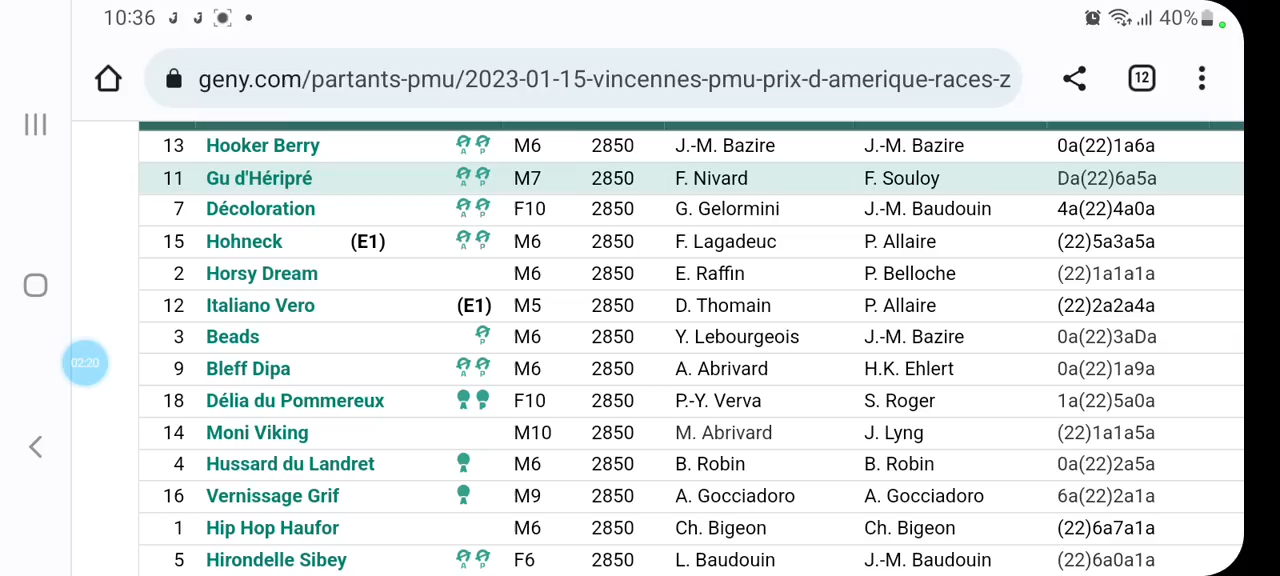 10:36 40%
geny.com/partants-pmu/2023-01-15-vincennes-pmu-prix-d-amerique-races-z 12
13 Hooker Berry A P M6 2850 J.-M. Bazire J.-M. Bazire 0a(22)1a6a
11 Gu d'Héripré A P M7 2850 F. Nivard F. Souloy Da(22)6a5a
7 Décoloration A P F10 2850 G. Gelormini J.-M. Baudouin 4a(22)4a0a
15 Hohneck (E1) A P M6 2850 F. Lagadeuc P. Allaire (22)5a3a5a
2 Horsy Dream M6 2850 E. Raffin P. Belloche (22)1a1a1a
12 Italiano Vero (E1) M5 2850 D. Thomain P. Allaire (22)2a2a4a
3 Beads P M6 2850 Y. Lebourgeois J.-M. Bazire 0a(22)3aDa
02:20
9 Bleff Dipa A P M6 2850 A. Abrivard H.K. Ehlert 0a(22)1a9a
18 Délia du Pommereux A P F10 2850 P.-Y. Verva S. Roger 1a(22)5a0a
14 Moni Viking M10 2850 M. Abrivard J. Lyng (22)1a1a5a
4 Hussard du Landret A M6 2850 B. Robin B. Robin 0a(22)2a5a
16 Vernissage Grif A M9 2850 A. Gocciadoro A. Gocciadoro 6a(22)2a1a
1 Hip Hop Haufor M6 2850 Ch. Bigeon Ch. Bigeon (22)6a7a1a
5 Hirondelle Sibey A P F6 2850 L. Baudouin J.-M. Baudouin (22)6a0a1a